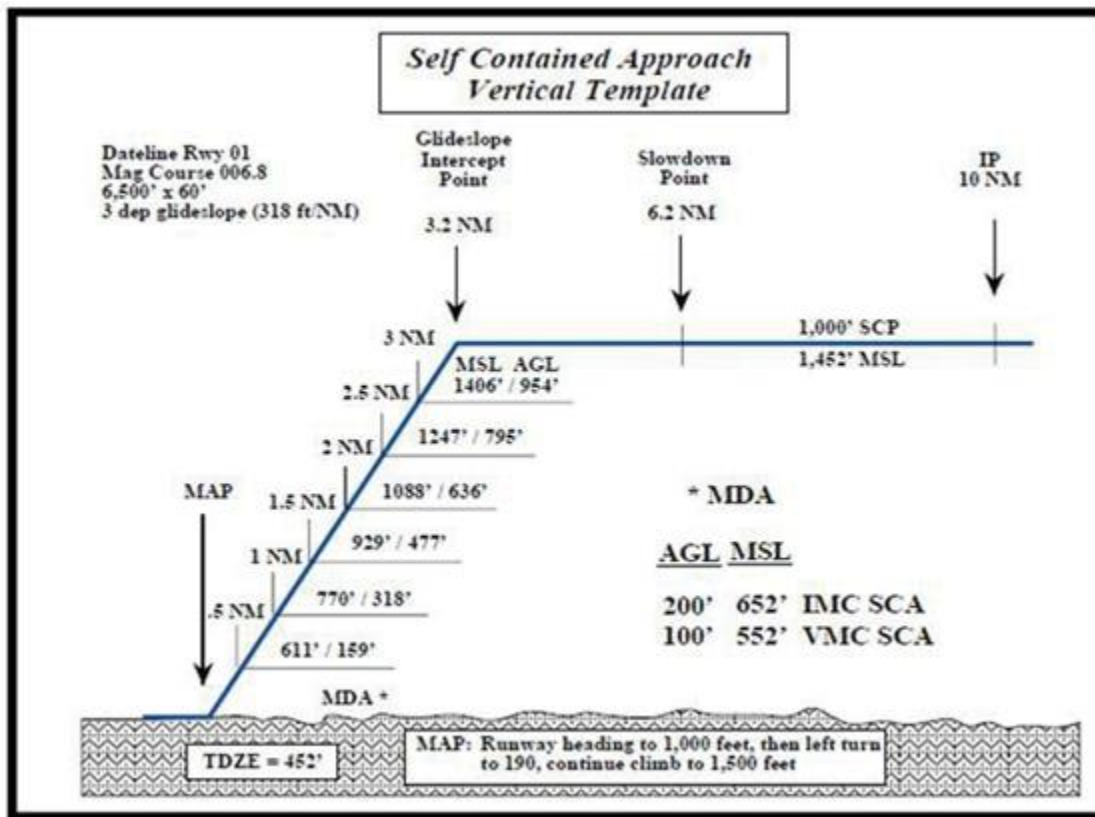 Self Contained Approach
Vertical Template
Dateline Rwy 01
Mag Course 006.8
6,500' x 60'
3 dep glideslope (318 ft/NM)
Glideslope
Intercept
Point
3.2 NM
Slowdown
Point
6.2 NM
IP
10 NM
1,000' SCP
1,452' MSL
3 NM
MSL AGL
1406' / 954'
2.5 NM
1247' / 795'
2 NM
1088' / 636'
MAP
1.5 NM
929' / 477'
1 NM
770' / 318'
.5 NM
611' / 159'
MDA *
* MDA
AGL MSL
200' 652' IMC SCA
100' 552' VMC SCA
TDZE = 452'
MAP: Runway heading to 1,000 feet, then left turn
to 190, continue climb to 1,500 feet